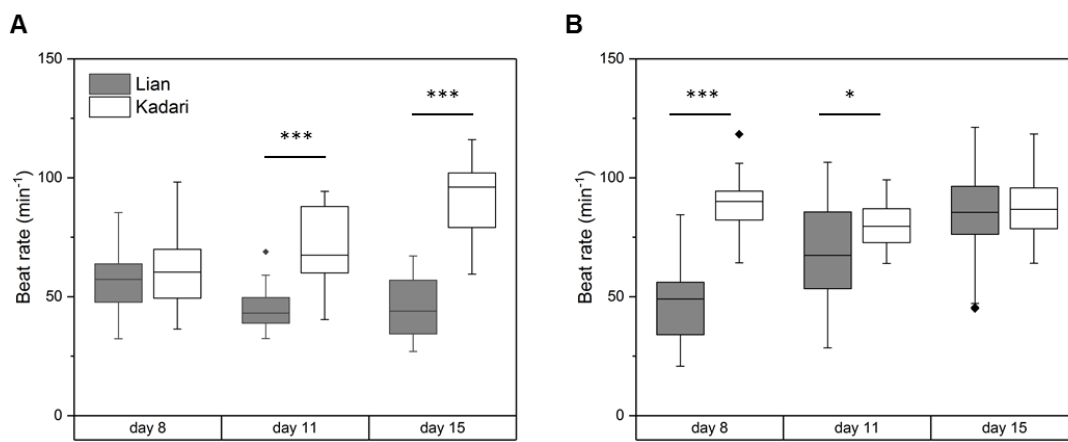 A
B
150
Lian
Kadari
***
***
100
50
0
Beat rate (min⁻¹)
day 8
day 11
day 15
150
***
*
100
50
0
Beat rate (min⁻¹)
day 8
day 11
day 15